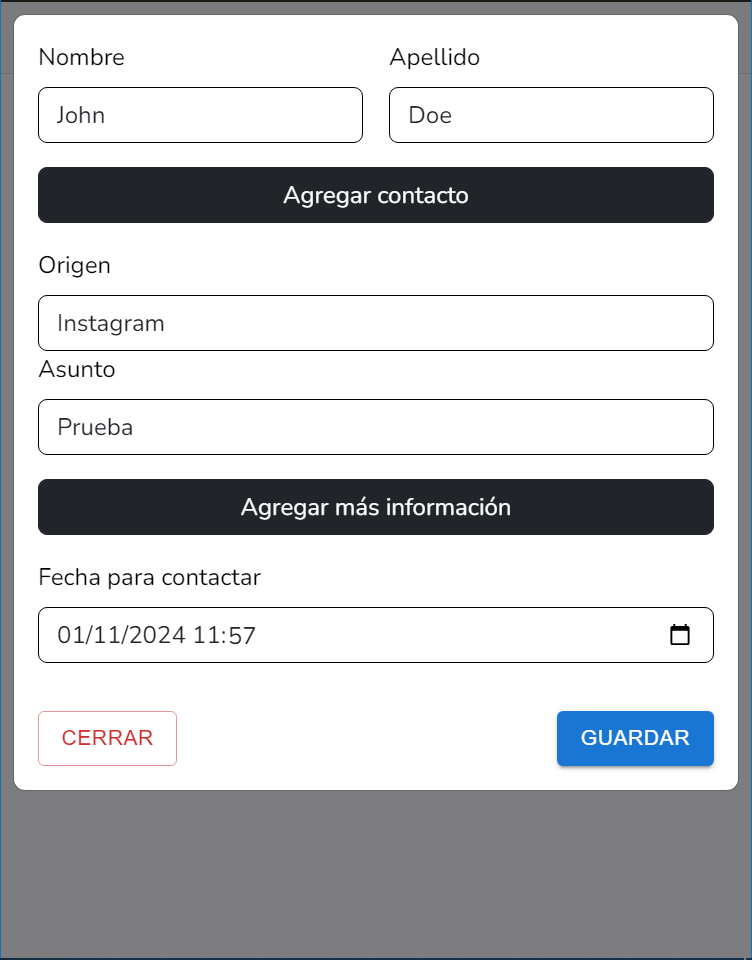 Nombre Apellido
John Doe
Agregar contacto
Origen
Instagram
Asunto
Prueba
Agregar más información
Fecha para contactar
01/11/2024 11:57
CERRAR GUARDAR